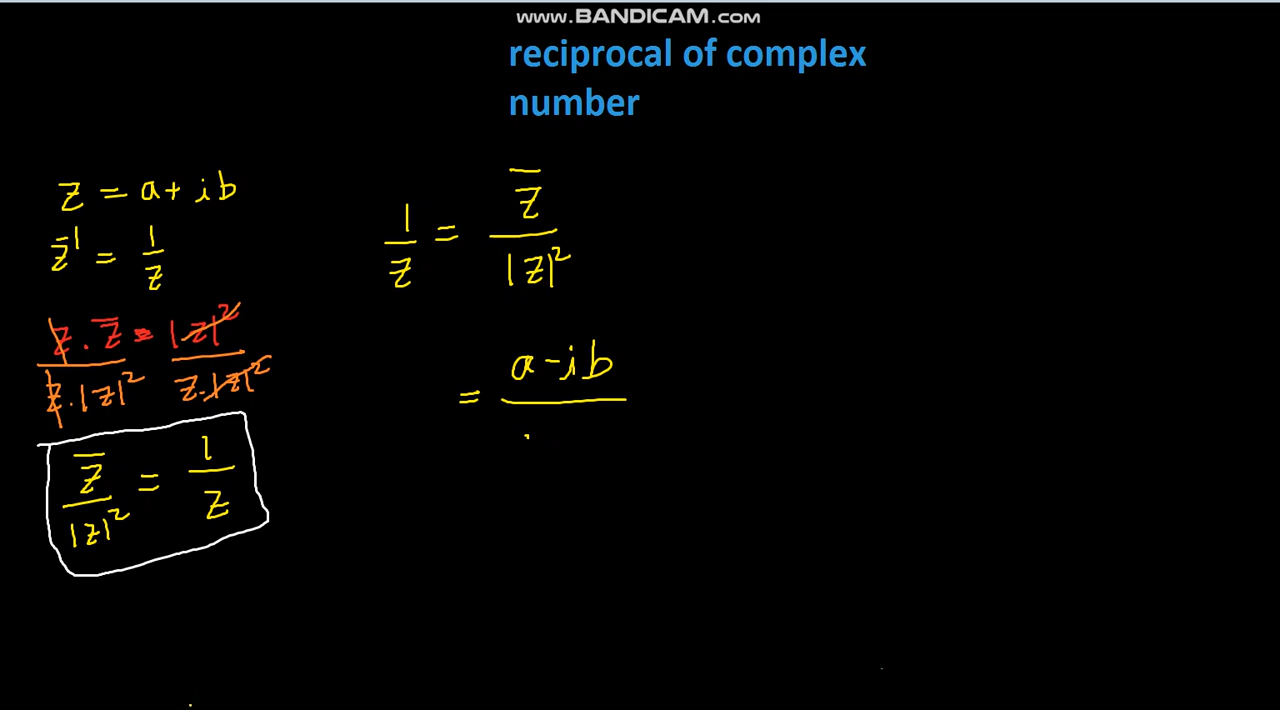 www.BANDICAM.com
reciprocal of complex
number
z = a + ib
z⁻¹ = 1/z
z . z̅ = |z|²
z . |z|² z . |z|²
z̅/|z|² = 1/z
1/z = z̅/|z|²
= a - ib